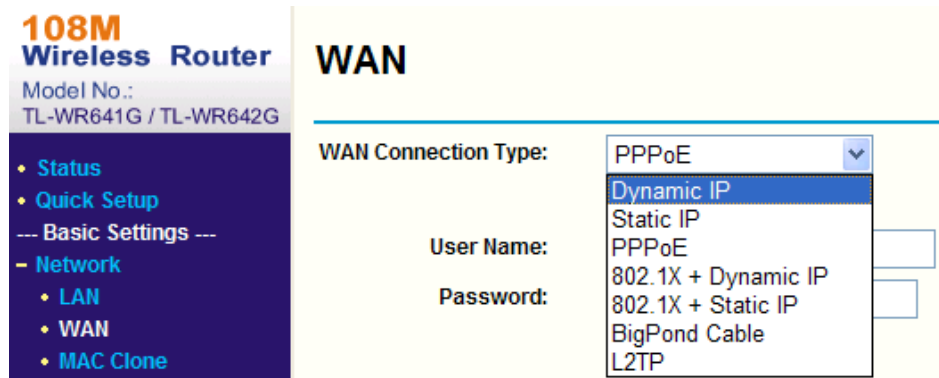 108M
Wireless Router
Model No.:
TL-WR641G / TL-WR642G
• Status
• Quick Setup
--- Basic Settings ---
– Network
• LAN
• WAN
• MAC Clone
WAN
WAN Connection Type:
PPPoE
Dynamic IP
Static IP
PPPoE
802.1X + Dynamic IP
802.1X + Static IP
BigPond Cable
L2TP
User Name:
Password: